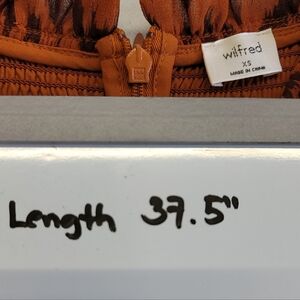 wilfred
XS
MADE IN CHINA
Length 37.5"